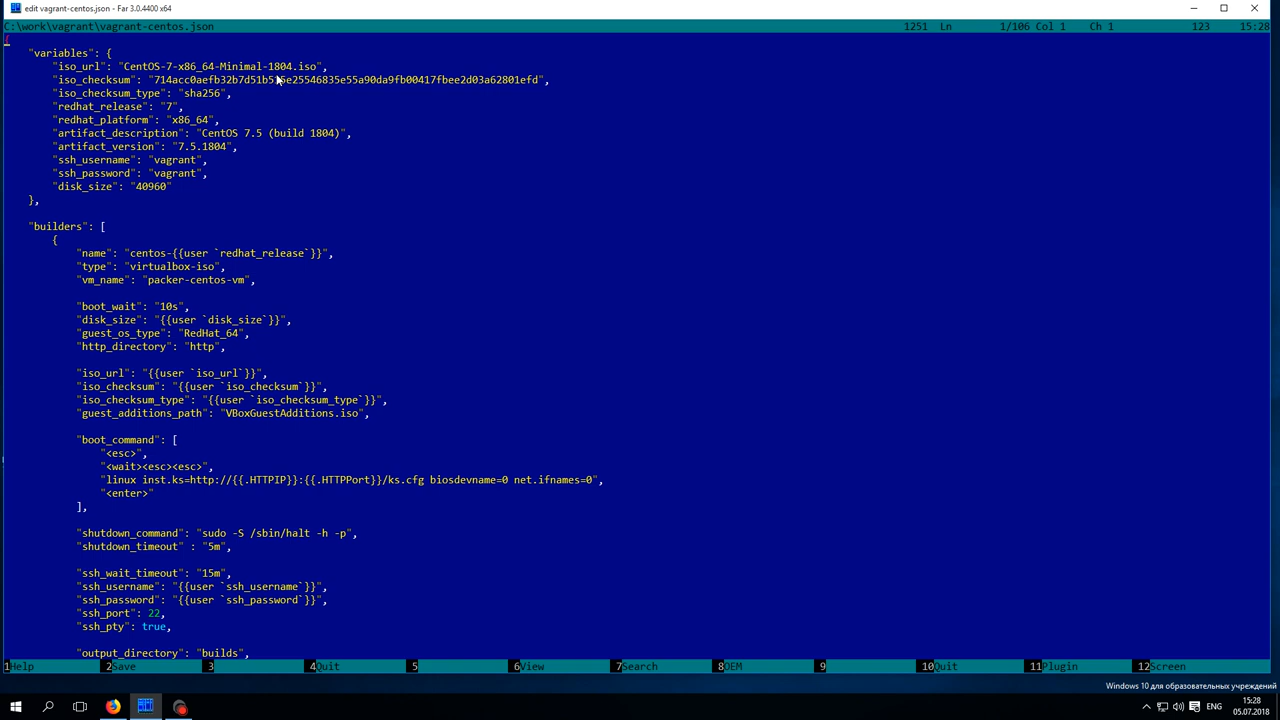 edit vagrant-centos.json - Far 3.0.4400 x64
C:\work\vagrant\vagrant-centos.json 1251 Ln 1/106 Col 1 Ch 1 123 15:28
{
"variables": {
"iso_url": "CentOS-7-x86_64-Minimal-1804.iso",
"iso_checksum": "714acc0aefb32b7d51b515e25546835e55a90da9fb00417fbee2d03a62801efd",
"iso_checksum_type": "sha256",
"redhat_release": "7",
"redhat_platform": "x86_64",
"artifact_description": "CentOS 7.5 (build 1804)",
"artifact_version": "7.5.1804",
"ssh_username": "vagrant",
"ssh_password": "vagrant",
"disk_size": "40960"
},
"builders": [
{
"name": "centos-{{user `redhat_release`}}",
"type": "virtualbox-iso",
"vm_name": "packer-centos-vm",
"boot_wait": "10s",
"disk_size": "{{user `disk_size`}}",
"guest_os_type": "RedHat_64",
"http_directory": "http",
"iso_url": "{{user `iso_url`}}",
"iso_checksum": "{{user `iso_checksum`}}",
"iso_checksum_type": "{{user `iso_checksum_type`}}",
"guest_additions_path": "VBoxGuestAdditions.iso",
"boot_command": [
"<esc>",
"<wait><esc><esc>",
"linux inst.ks=http://{{.HTTPIP}}:{{.HTTPPort}}/ks.cfg biosdevname=0 net.ifnames=0",
"<enter>"
],
"shutdown_command": "sudo -S /sbin/halt -h -p",
"shutdown_timeout" : "5m",
"ssh_wait_timeout": "15m",
"ssh_username": "{{user `ssh_username`}}",
"ssh_password": "{{user `ssh_password`}}",
"ssh_port": 22,
"ssh_pty": true,
"output_directory": "builds",
1Help 2Save 3 4Quit 5 6View 7Search 8OEM 9 10Quit 11Plugin 12Screen
Windows 10 для образовательных учреждений
ENG 15:28
05.07.2018